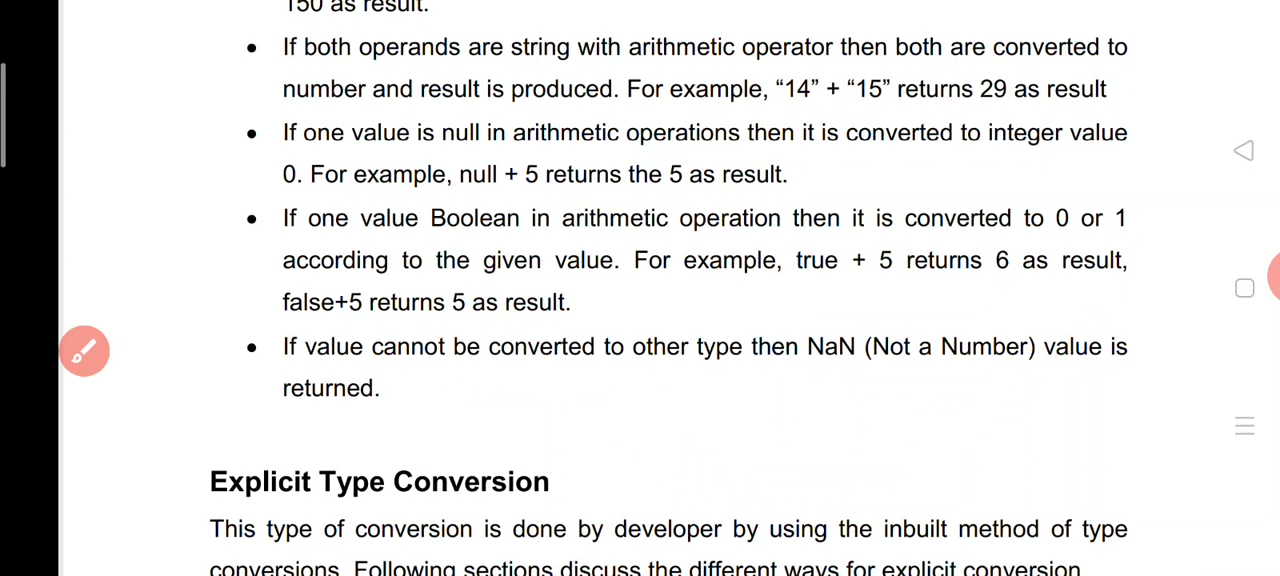 150 as result.
• If both operands are string with arithmetic operator then both are converted to
number and result is produced. For example, “14” + “15” returns 29 as result
• If one value is null in arithmetic operations then it is converted to integer value
0. For example, null + 5 returns the 5 as result.
• If one value Boolean in arithmetic operation then it is converted to 0 or 1
according to the given value. For example, true + 5 returns 6 as result,
false+5 returns 5 as result.
• If value cannot be converted to other type then NaN (Not a Number) value is
returned.
Explicit Type Conversion
This type of conversion is done by developer by using the inbuilt method of type
conversions. Following sections discuss the different ways for explicit conversion